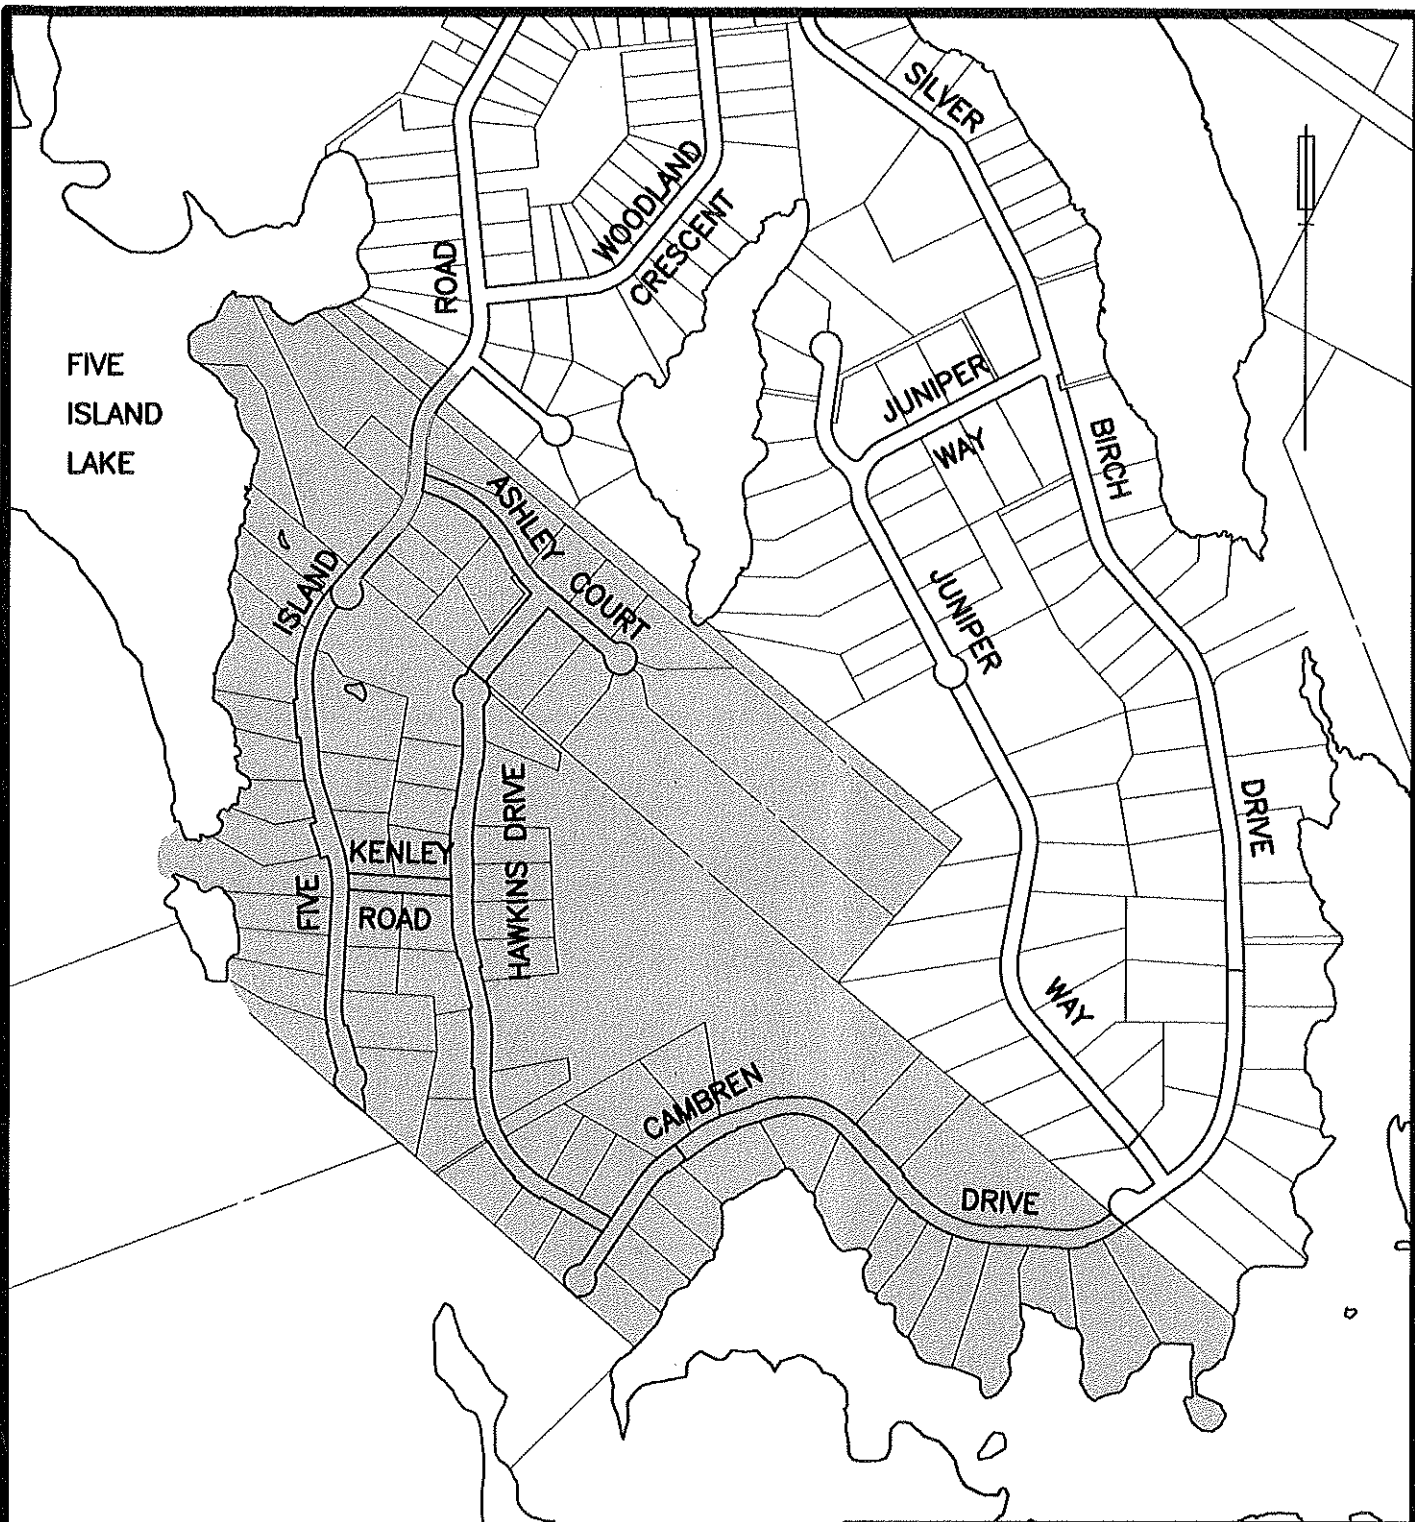 SILVER
WOODLAND
CRESCENT
ROAD
FIVE
ISLAND
LAKE
JUNIPER
WAY
BIRCH
ASHLEY
COURT
ISLAND
JUNIPER
HAWKINS DRIVE
DRIVE
KENLEY
ROAD
FIVE
WAY
CAMBREN
DRIVE